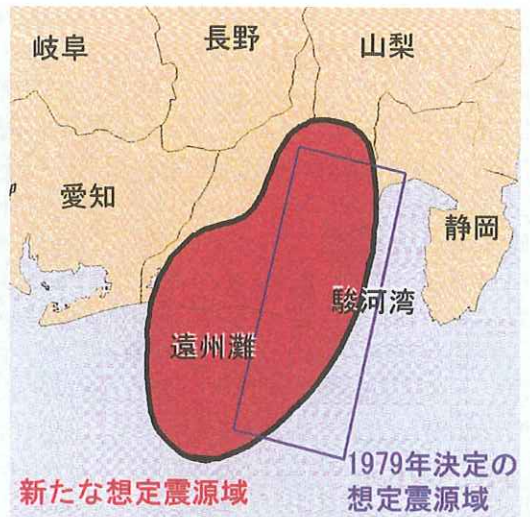 岐阜
長野
山梨
愛知
静岡
駿河湾
遠州灘
新たな想定震源域
1979年決定の
想定震源域